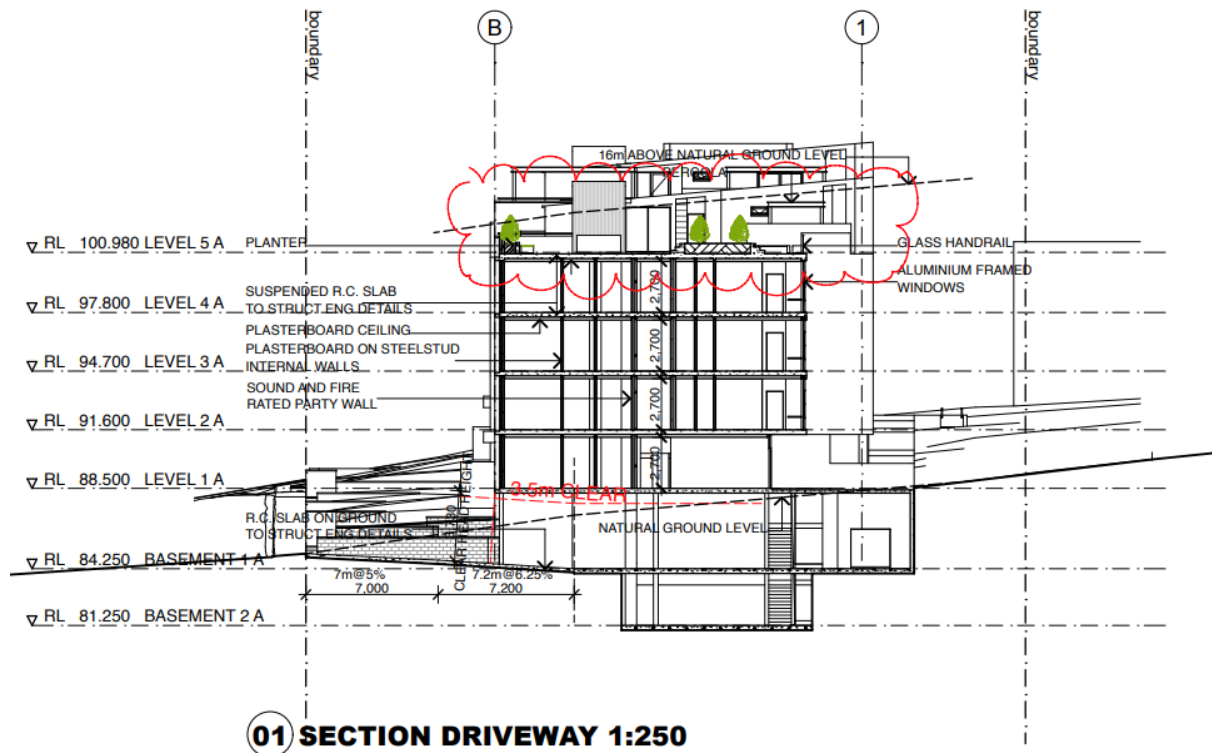 boundary
B
1
boundary
16m ABOVE NATURAL GROUND LEVEL
PERGOLA
RL 100.980 LEVEL 5 A
PLANTER
GLASS HANDRAIL
ALUMINIUM FRAMED
WINDOWS
SUSPENDED R.C. SLAB
TO STRUCT ENG DETAILS
2,700
RL 97.800 LEVEL 4 A
PLASTERBOARD CEILING
PLASTERBOARD ON STEELSTUD
INTERNAL WALLS
2,700
RL 94.700 LEVEL 3 A
SOUND AND FIRE
RATED PARTY WALL
2,700
RL 91.600 LEVEL 2 A
2,700
RL 88.500 LEVEL 1 A
3.5m CLEAR
CLEAR HEAD HEIGHT
R.C. SLAB ON GROUND
TO STRUCT ENG DETAILS
NATURAL GROUND LEVEL
RL 84.250 BASEMENT 1 A
7m@5%
7,000
7.2m@6.25%
7,200
RL 81.250 BASEMENT 2 A
01 SECTION DRIVEWAY 1:250